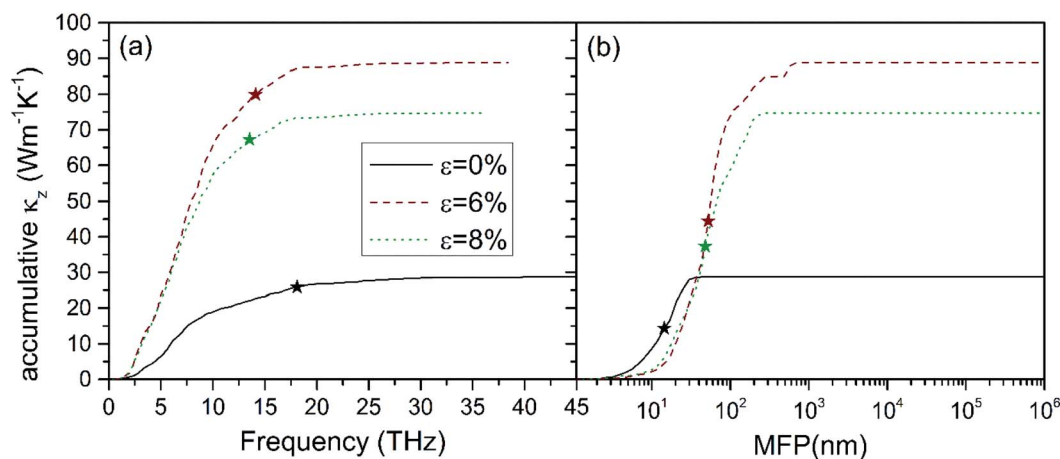 100
90
80
70
60
50
40
30
20
10
0
accumulative κz (Wm⁻¹K⁻¹)
(a)
ε=0%
ε=6%
ε=8%
0 5 10 15 20 25 30 35 40 45
Frequency (THz)
(b)
10¹ 10² 10³ 10⁴ 10⁵ 10⁶
MFP(nm)